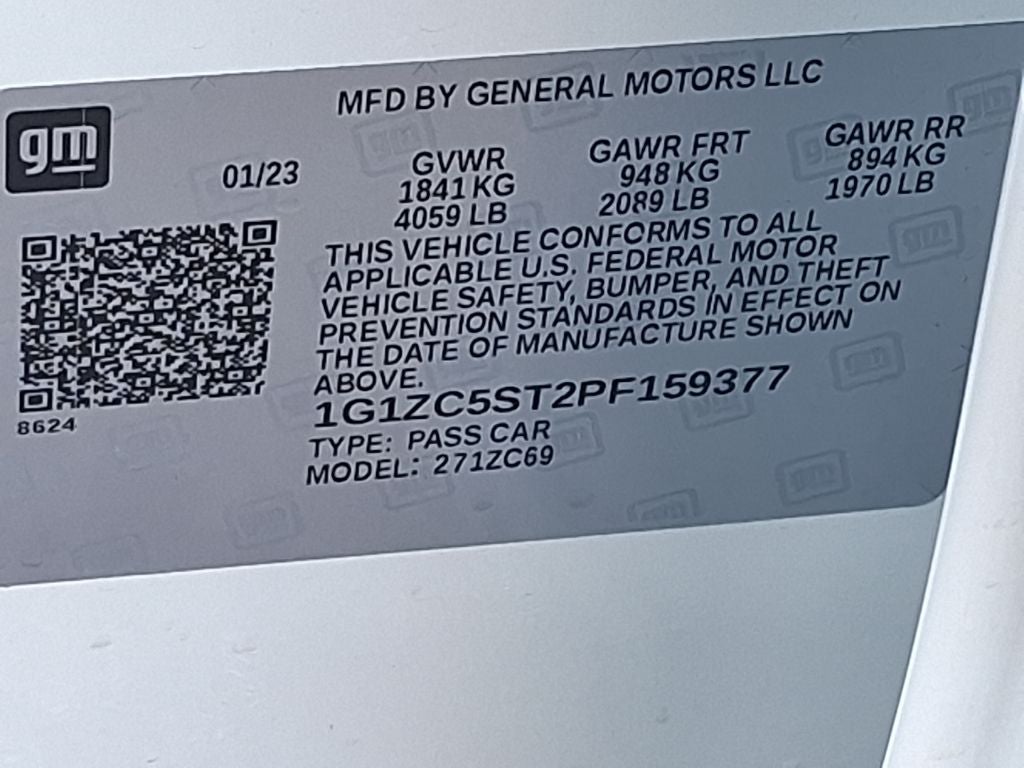 MFD BY GENERAL MOTORS LLC
gm
01/23
GVWR GAWR FRT GAWR RR
1841 KG 948 KG 894 KG
4059 LB 2089 LB 1970 LB
THIS VEHICLE CONFORMS TO ALL
APPLICABLE U.S. FEDERAL MOTOR
VEHICLE SAFETY, BUMPER, AND THEFT
PREVENTION STANDARDS IN EFFECT ON
THE DATE OF MANUFACTURE SHOWN
ABOVE.
1G1ZC5ST2PF159377
8624
TYPE: PASS CAR
MODEL: 271ZC69